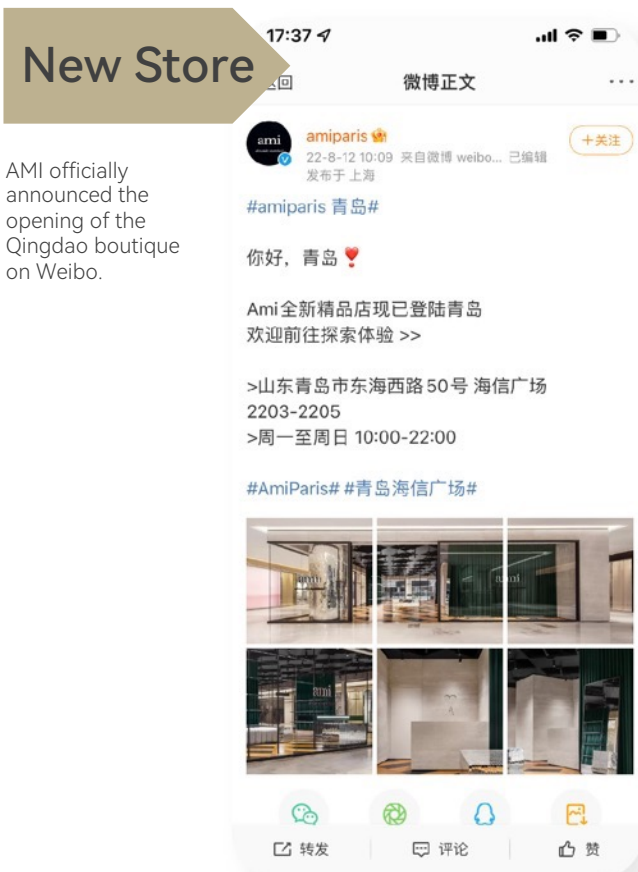 New Store
AMI officially
announced the
opening of the
Qingdao boutique
on Weibo.
17:37
回
微博正文
ami
amiparis
+关注
22-8-12 10:09 来自微博 weibo... 已编辑
发布于 上海
#amiparis 青岛#
你好，青岛
Ami全新精品店现已登陆青岛
欢迎前往探索体验 >>
>山东青岛市东海西路50号 海信广场
2203-2205
>周一至周日 10:00-22:00
#AmiParis# #青岛海信广场#
ami
ami
ami
转发
评论
赞